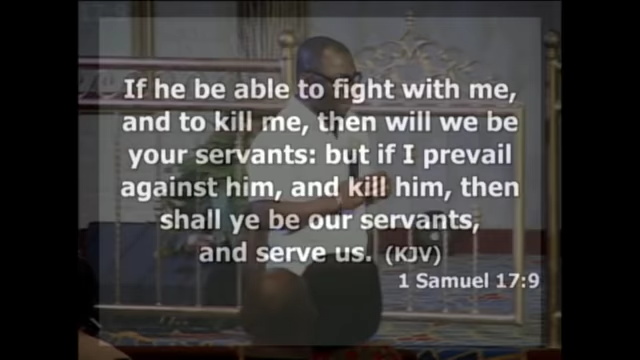 If he be able to fight with me,
and to kill me, then will we be
your servants: but if I prevail
against him, and kill him, then
shall ye be our servants,
and serve us. (KJV)
1 Samuel 17:9